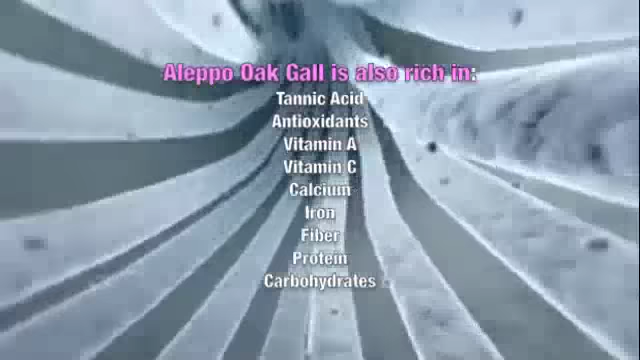 Aleppo Oak Gall is also rich in:
Tannic Acid
Antioxidants
Vitamin A
Vitamin C
Calcium
Iron
Fiber
Protein
Carbohydrates